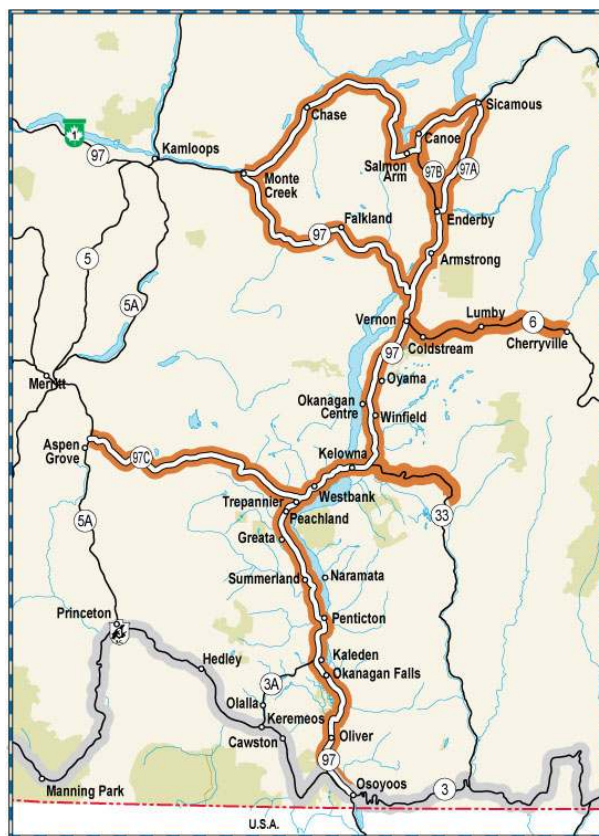 Sicamous
Chase
Canoe
1
97
Kamloops
Salmon
Arm
97B
97A
Monte
Creek
Falkland
Enderby
97
5
Armstrong
5A
Vernon
Lumby
6
Coldstream
Cherryville
97
Merritt
Oyama
Okanagan
Centre
Winfield
Aspen
Grove
97C
Kelowna
Westbank
Trepannier
Peachland
33
5A
Greata
Summerland
Naramata
Princeton
Penticton
Hedley
Kaleden
3A
Okanagan Falls
Olalla
Keremeos
Cawston
Oliver
97
Manning Park
Osoyoos
3
U.S.A.